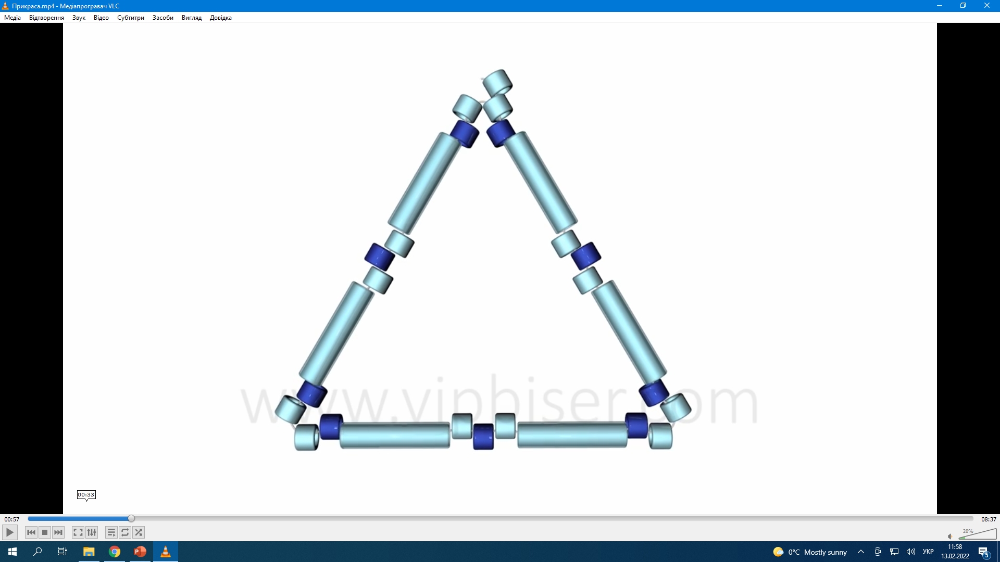 Прикраса.mp4 - Медіапрогравач VLC
Медіа Відтворення Звук Відео Субтитри Засоби Вигляд Довідка
www.vipbiser.com
00:33
00:57
08:37
20%
0°C Mostly sunny
УКР
11:58
13.02.2022
5